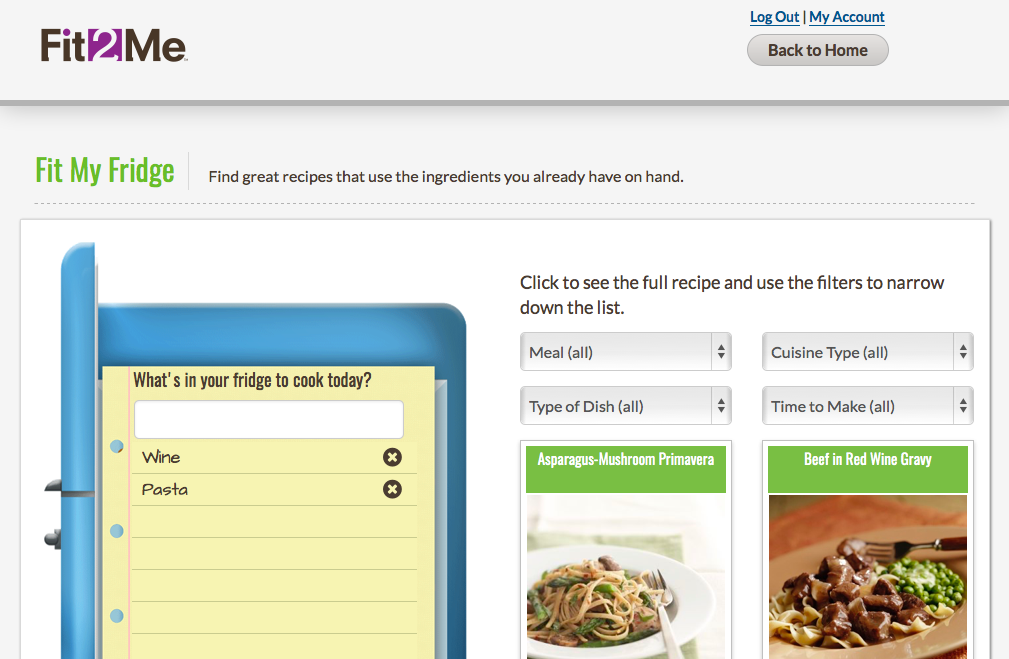 Log Out | My Account
Fit2Me
Back to Home
Fit My Fridge
Find great recipes that use the ingredients you already have on hand.
Click to see the full recipe and use the filters to narrow
down the list.
What's in your fridge to cook today?
Wine
Pasta
Meal (all)
Cuisine Type (all)
Type of Dish (all)
Time to Make (all)
Asparagus-Mushroom Primavera
Beef in Red Wine Gravy